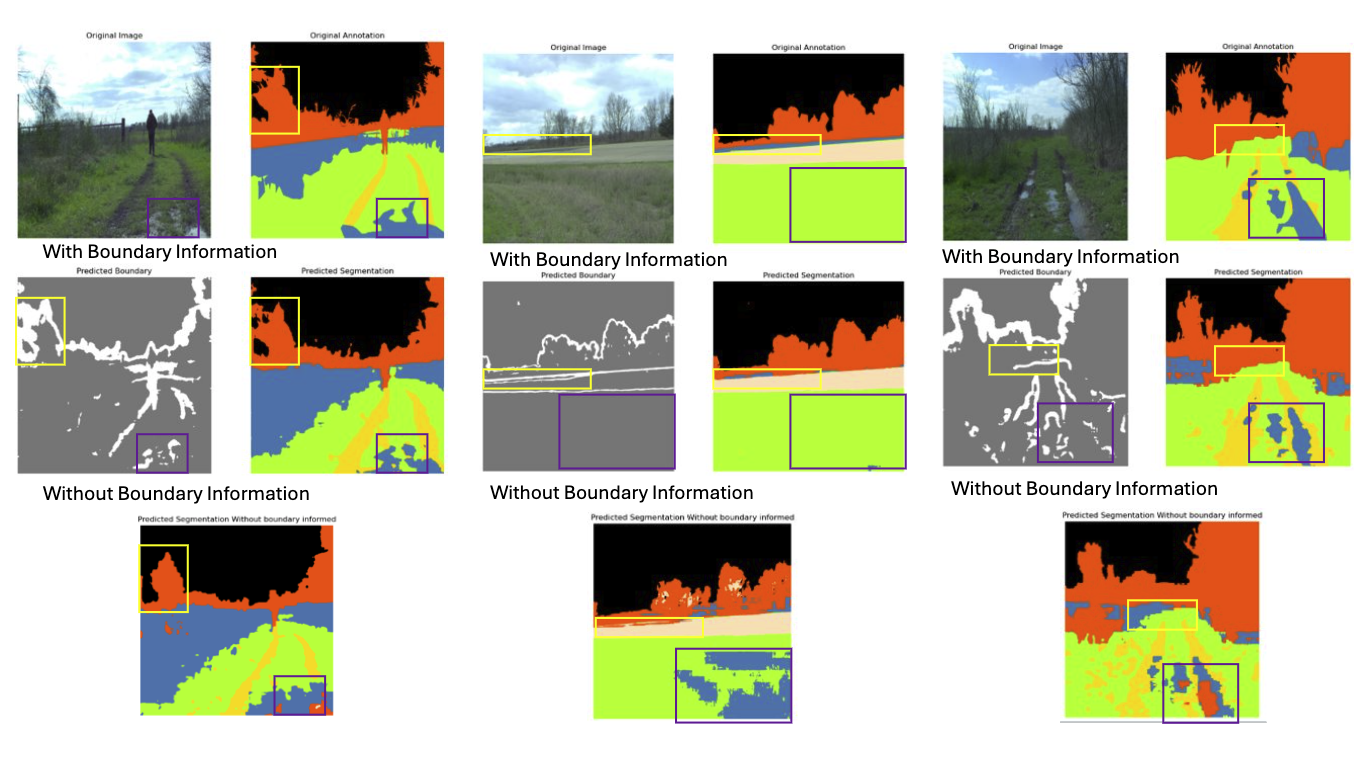 Original Image
Original Annotation
With Boundary Information
Predicted Boundary
Predicted Segmentation
Without Boundary Information
Predicted Segmentation Without boundary informed
Original Image
Original Annotation
With Boundary Information
Predicted Boundary
Predicted Segmentation
Without Boundary Information
Predicted Segmentation Without boundary informed
Original Image
Original Annotation
With Boundary Information
Predicted Boundary
Predicted Segmentation
Without Boundary Information
Predicted Segmentation Without boundary informed